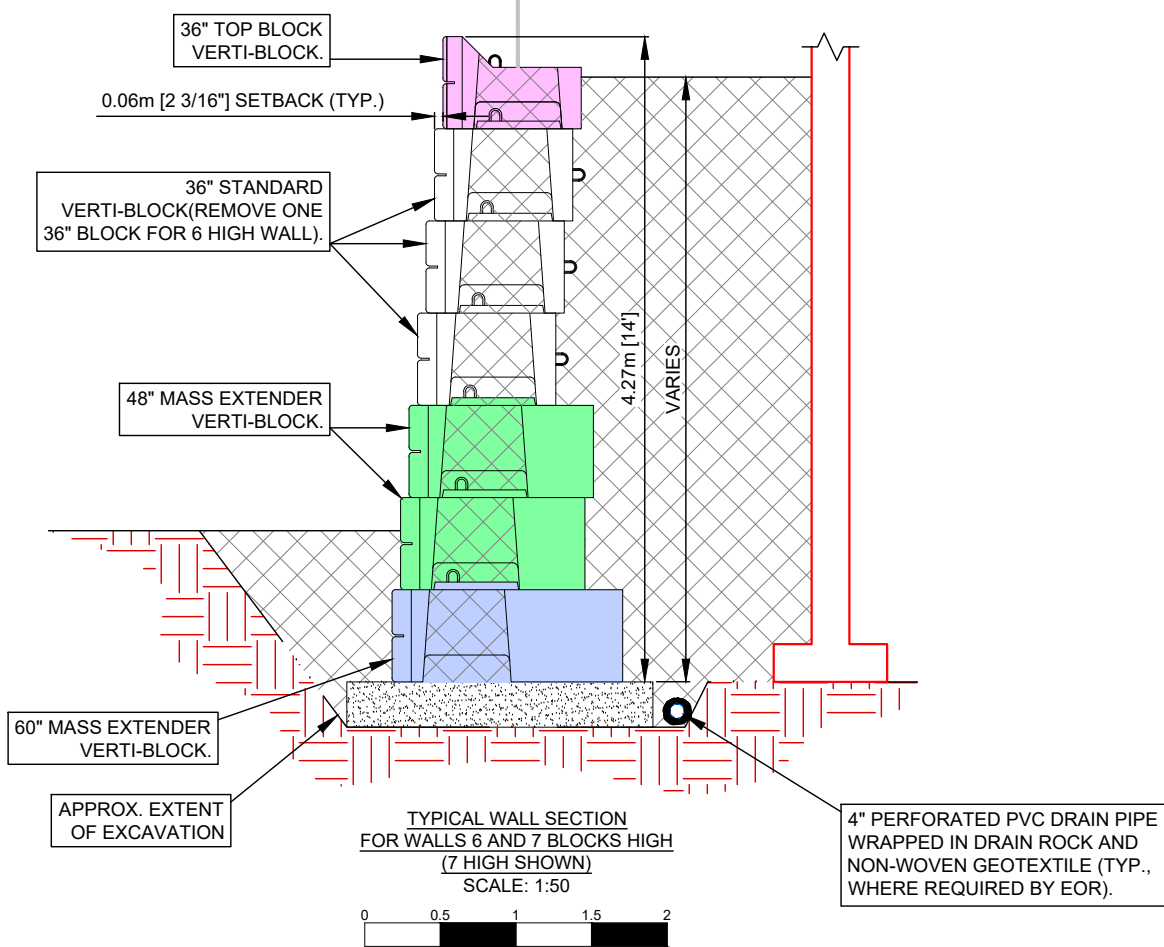 36" TOP BLOCK
VERTI-BLOCK.
0.06m [2 3/16"] SETBACK (TYP.)
36" STANDARD
VERTI-BLOCK(REMOVE ONE
36" BLOCK FOR 6 HIGH WALL).
4.27m [14']
VARIES
48" MASS EXTENDER
VERTI-BLOCK.
60" MASS EXTENDER
VERTI-BLOCK.
APPROX. EXTENT
OF EXCAVATION
4" PERFORATED PVC DRAIN PIPE
WRAPPED IN DRAIN ROCK AND
NON-WOVEN GEOTEXTILE (TYP.,
WHERE REQUIRED BY EOR).
TYPICAL WALL SECTION
FOR WALLS 6 AND 7 BLOCKS HIGH
(7 HIGH SHOWN)
SCALE: 1:50
0 0.5 1 1.5 2